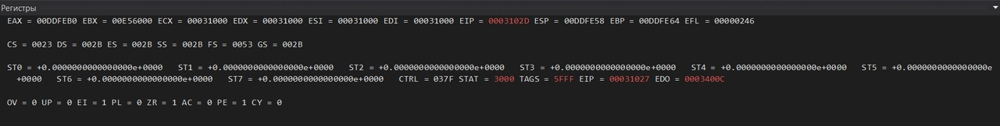 Регистры
EAX = 00DDFEB0 EBX = 00E56000 ECX = 00031000 EDX = 00031000 ESI = 00031000 EDI = 00031000 EIP = 0003102D ESP = 00DDFE58 EBP = 00DDFE64 EFL = 00000246
CS = 0023 DS = 002B ES = 002B SS = 002B FS = 0053 GS = 002B
ST0 = +0.0000000000000000e+0000 ST1 = +0.0000000000000000e+0000 ST2 = +0.0000000000000000e+0000 ST3 = +0.0000000000000000e+0000 ST4 = +0.0000000000000000e+0000 ST5 = +0.0000000000000000e
+0000 ST6 = +0.0000000000000000e+0000 ST7 = +0.0000000000000000e+0000 CTRL = 037F STAT = 3000 TAGS = 5FFF EIP = 00031027 EDO = 0003400C
OV = 0 UP = 0 EI = 1 PL = 0 ZR = 1 AC = 0 PE = 1 CY = 0